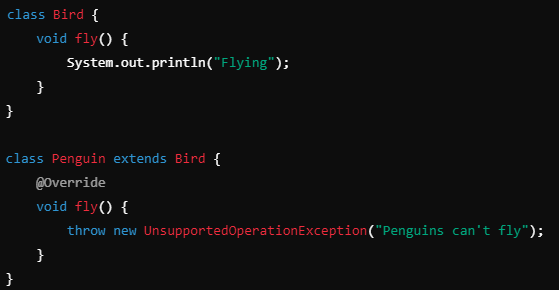 class Bird {
    void fly() {
        System.out.println("Flying");
    }
}

class Penguin extends Bird {
    @Override
    void fly() {
        throw new UnsupportedOperationException("Penguins can't fly");
    }
}